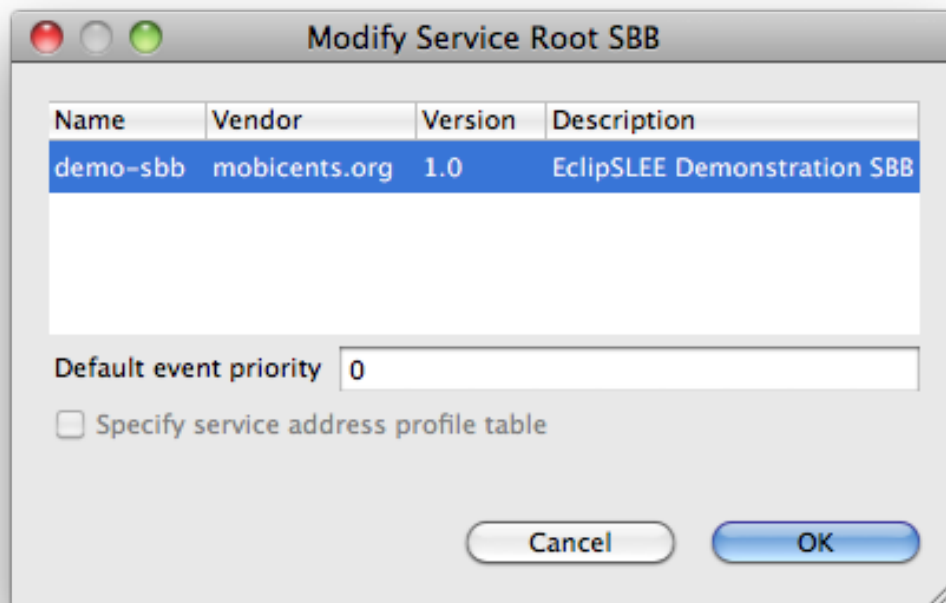 Modify Service Root SBB
Name Vendor Version Description
demo-sbb mobicents.org 1.0 EclipSLEE Demonstration SBB
Default event priority 0
Specify service address profile table
Cancel OK